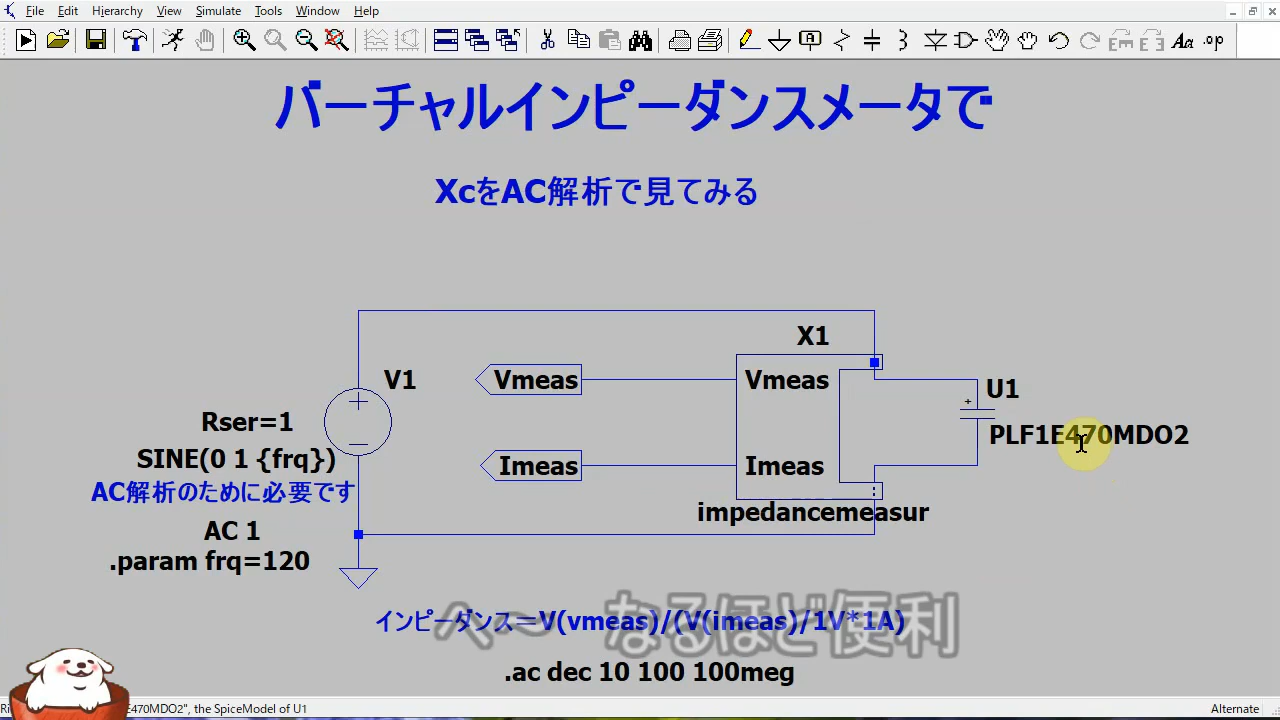 File Edit Hierarchy View Simulate Tools Window Help
バーチャルインピーダンスメータで
XcをAC解析で見てみる
X1
V1
Vmeas
Vmeas
U1
PLF1E470MDO2
Rser=1
SINE(0 1 {frq})
Imeas
Imeas
AC解析のために必要です
impedancemeasur
AC 1
.param frq=120
インピーダンス=V(vmeas)/(V(imeas)/1V*1A)
へ～ なるほど便利
.ac dec 10 100 100meg
E470MDO2", the SpiceModel of U1
Alternate